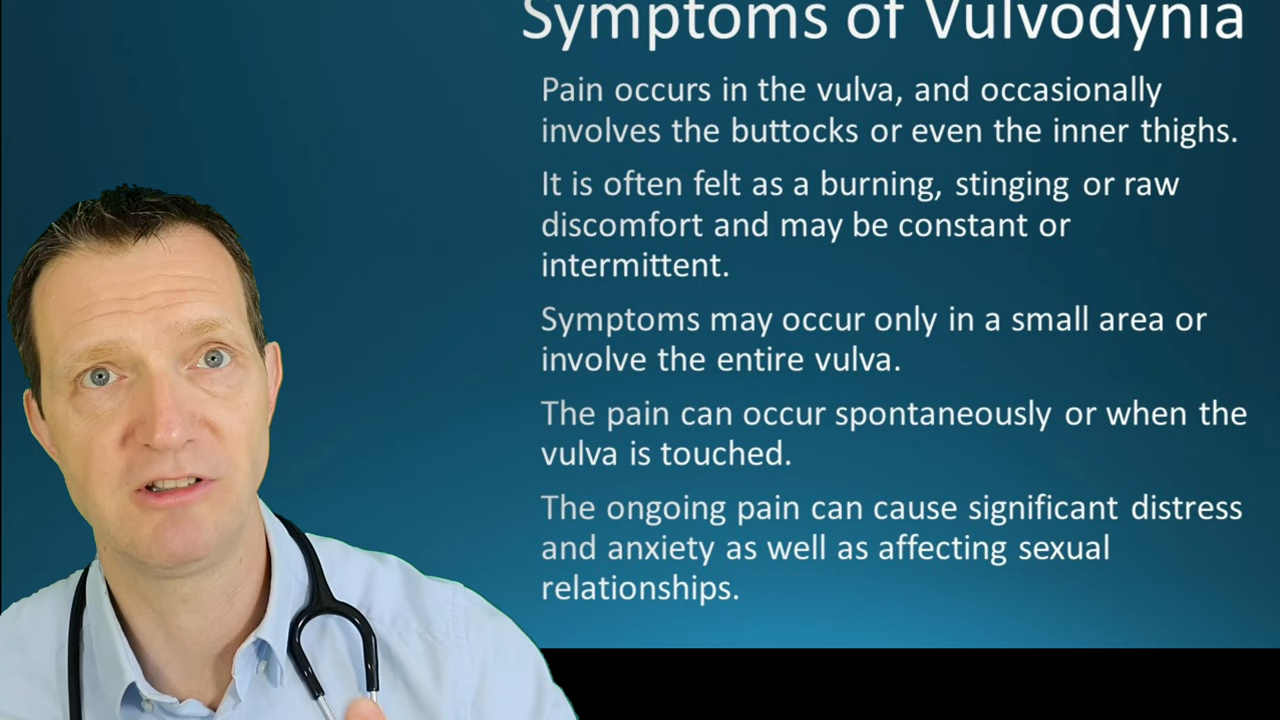 Symptoms of Vulvodynia
Pain occurs in the vulva, and occasionally
involves the buttocks or even the inner thighs.
It is often felt as a burning, stinging or raw
discomfort and may be constant or
intermittent.
Symptoms may occur only in a small area or
involve the entire vulva.
The pain can occur spontaneously or when the
vulva is touched.
The ongoing pain can cause significant distress
and anxiety as well as affecting sexual
relationships.